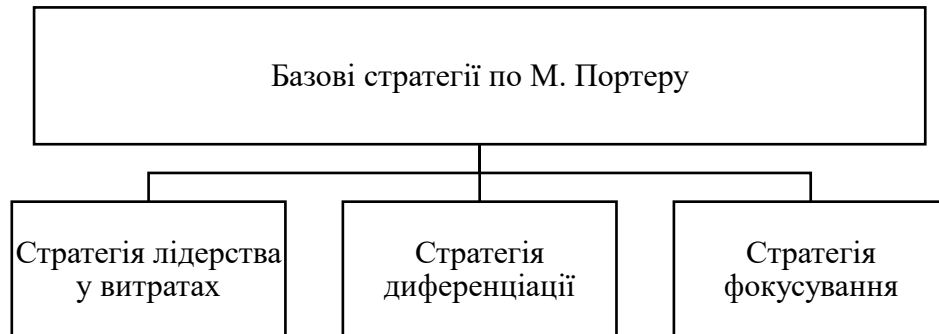 Базові стратегії по М. Портеру
Стратегія лідерства
у витратах
Стратегія
диференціації
Стратегія
фокусування